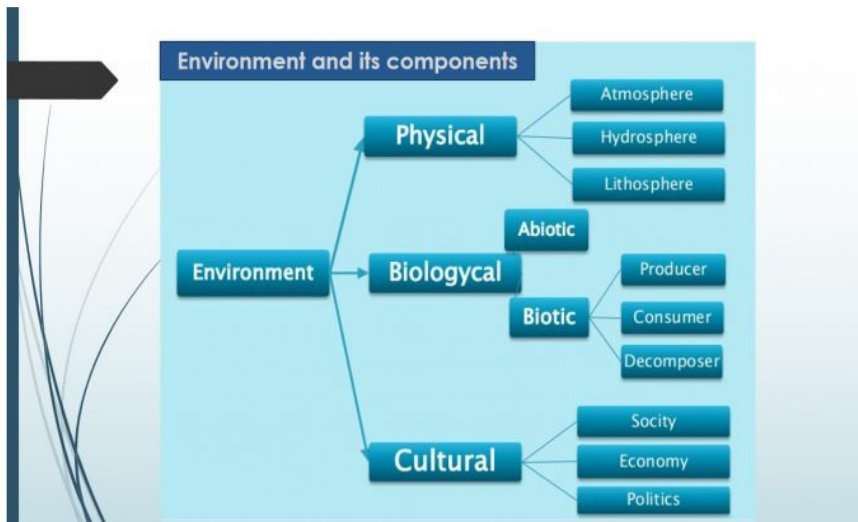 Environment and its components
Atmosphere
Physical
Hydrosphere
Lithosphere
Abiotic
Environment
Biologycal
Producer
Biotic
Consumer
Decomposer
Socity
Cultural
Economy
Politics